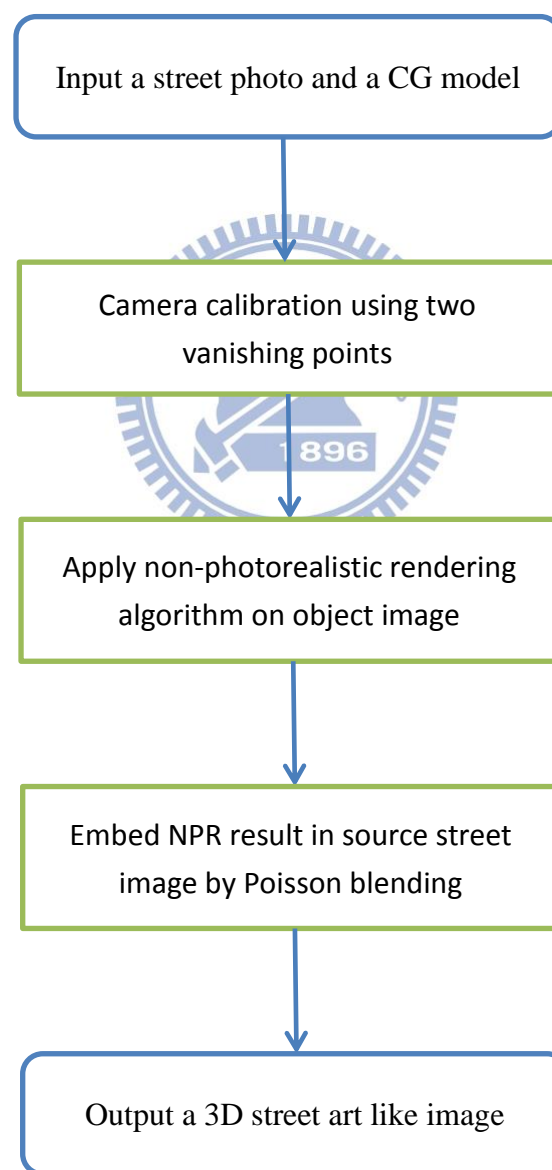 Input a street photo and a CG model
Camera calibration using two
vanishing points
1896
Apply non-photorealistic rendering
algorithm on object image
Embed NPR result in source street
image by Poisson blending
Output a 3D street art like image